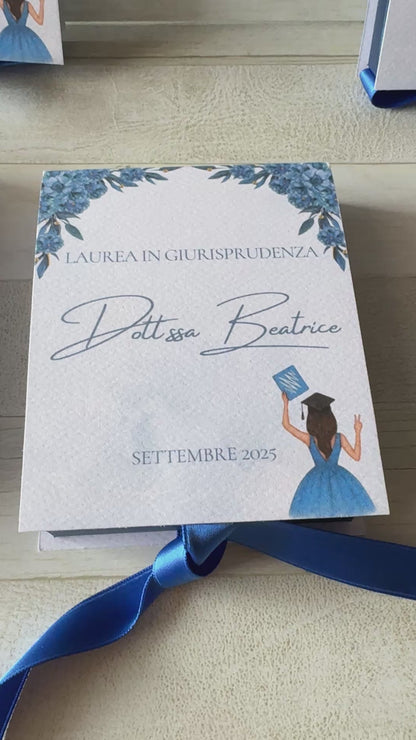 LAUREA IN GIURISPRUDENZA
Dott.ssa Beatrice
SETTEMBRE 2025